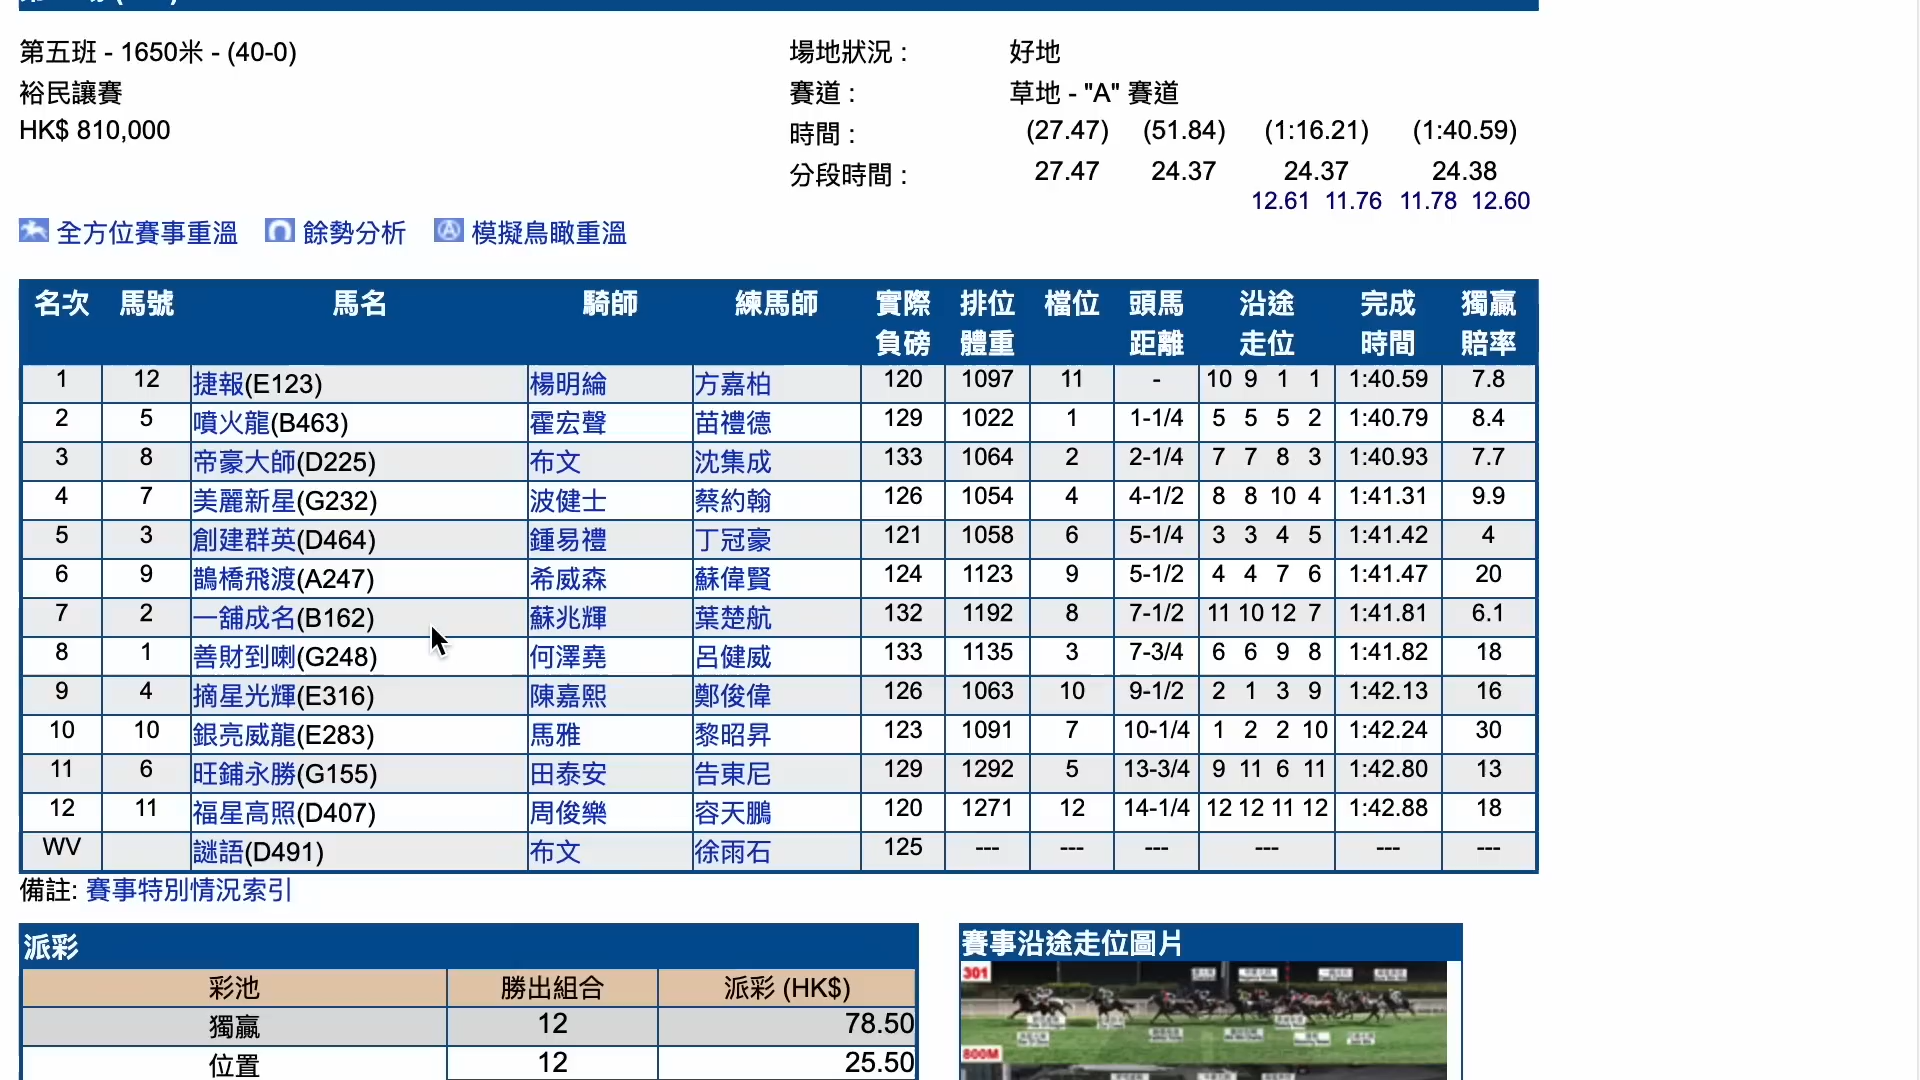 第五班 - 1650米 - (40-0)
場地狀況 : 好地
裕民讓賽
賽道 : 草地 - "A" 賽道
HK$ 810,000
時間 : (27.47) (51.84) (1:16.21) (1:40.59)
分段時間 : 27.47 24.37 24.37 24.38
12.61 11.76 11.78 12.60
全方位賽事重溫 餘勢分析 模擬鳥瞰重溫
名次 馬號 馬名 騎師 練馬師 實際負磅 排位體重 檔位 頭馬距離 沿途走位 完成時間 獨贏賠率
1 12 捷報(E123) 楊明綸 方嘉柏 120 1097 11 - 10 9 1 1 1:40.59 7.8
2 5 噴火龍(B463) 霍宏聲 苗禮德 129 1022 1 1-1/4 5 5 5 2 1:40.79 8.4
3 8 帝豪大師(D225) 布文 沈集成 133 1064 2 2-1/4 7 7 8 3 1:40.93 7.7
4 7 美麗新星(G232) 波健士 蔡約翰 126 1054 4 4-1/2 8 8 10 4 1:41.31 9.9
5 3 創建群英(D464) 鍾易禮 丁冠豪 121 1058 6 5-1/4 3 3 4 5 1:41.42 4
6 9 鵲橋飛渡(A247) 希威森 蘇偉賢 124 1123 9 5-1/2 4 4 7 6 1:41.47 20
7 2 一舖成名(B162) 蘇兆輝 葉楚航 132 1192 8 7-1/2 11 10 12 7 1:41.81 6.1
8 1 善財到喇(G248) 何澤堯 呂健威 133 1135 3 7-3/4 6 6 9 8 1:41.82 18
9 4 摘星光輝(E316) 陳嘉熙 鄭俊偉 126 1063 10 9-1/2 2 1 3 9 1:42.13 16
10 10 銀亮威龍(E283) 馬雅 黎昭昇 123 1091 7 10-1/4 1 2 2 10 1:42.24 30
11 6 旺鋪永勝(G155) 田泰安 告東尼 129 1292 5 13-3/4 9 11 6 11 1:42.80 13
12 11 福星高照(D407) 周俊樂 容天鵬 120 1271 12 14-1/4 12 12 11 12 1:42.88 18
WV 謎語(D491) 布文 徐雨石 125 --- --- --- --- --- ---
備註: 賽事特別情況索引
派彩
賽事沿途走位圖片
彩池 勝出組合 派彩 (HK$)
獨贏 12 78.50
位置 12 25.50
301
800M